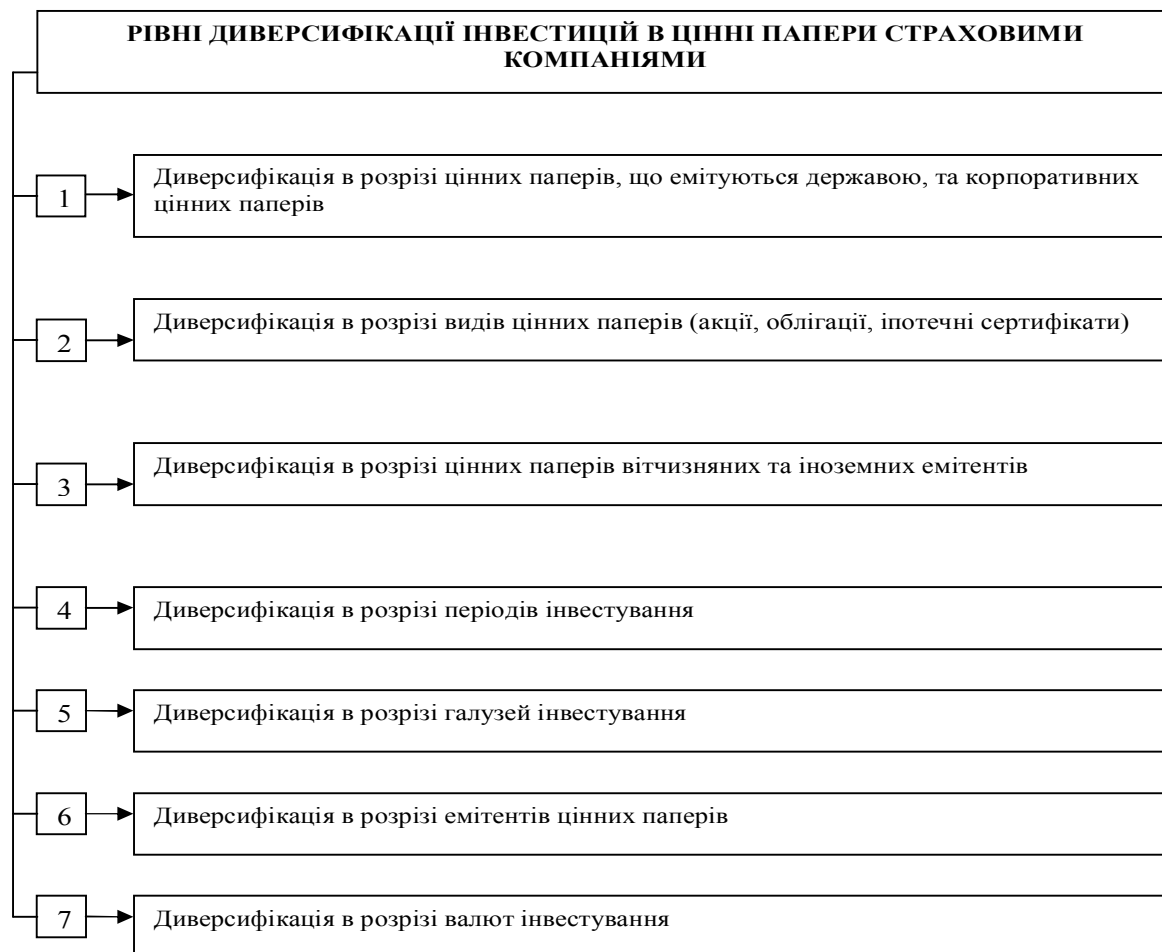 РІВНІ ДИВЕРСИФІКАЦІЇ ІНВЕСТИЦІЙ В ЦІННІ ПАПЕРИ СТРАХОВИМИ
КОМПАНІЯМИ
1
Диверсифікація в розрізі цінних паперів, що емітуються державою, та корпоративних
цінних паперів
2
Диверсифікація в розрізі видів цінних паперів (акції, облігації, іпотечні сертифікати)
3
Диверсифікація в розрізі цінних паперів вітчизняних та іноземних емітентів
4
Диверсифікація в розрізі періодів інвестування
5
Диверсифікація в розрізі галузей інвестування
6
Диверсифікація в розрізі емітентів цінних паперів
7
Диверсифікація в розрізі валют інвестування